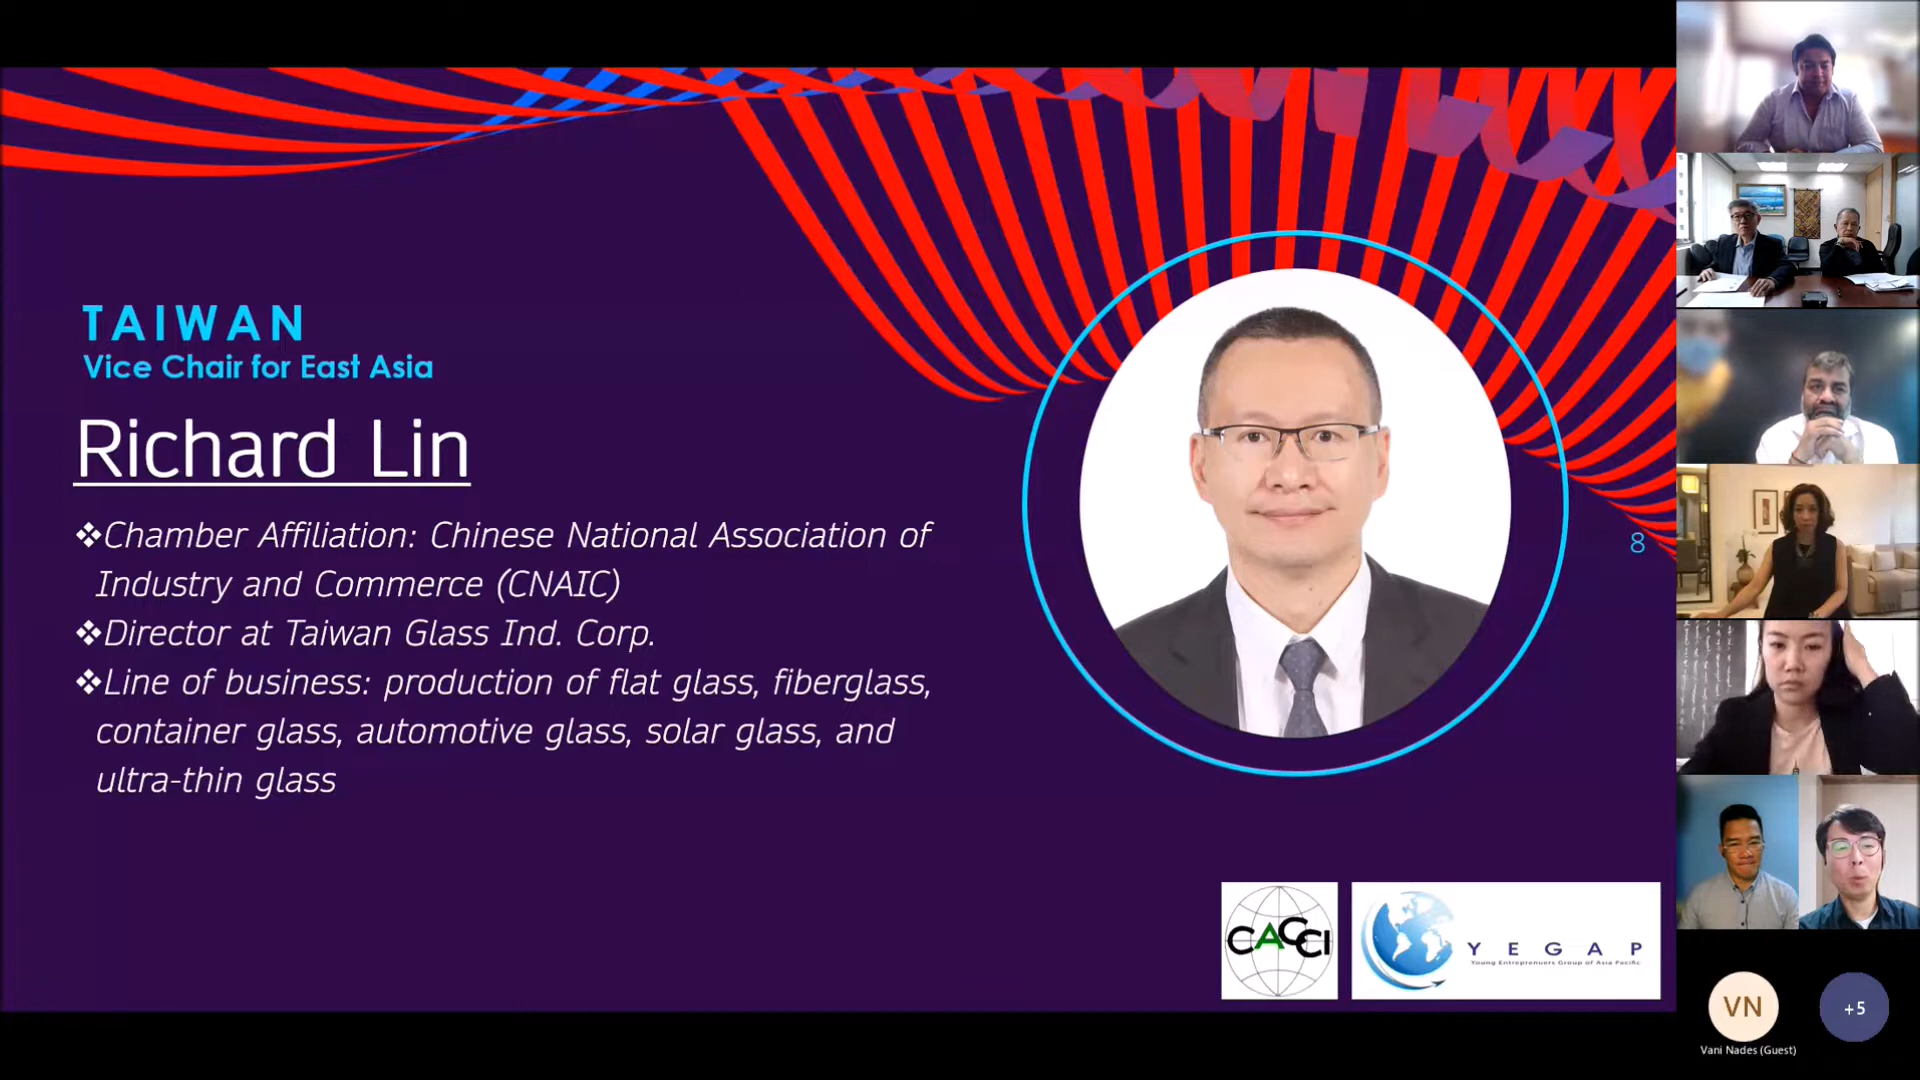 TAIWAN
Vice Chair for East Asia
Richard Lin
❖Chamber Affiliation: Chinese National Association of
Industry and Commerce (CNAIC)
❖Director at Taiwan Glass Ind. Corp.
❖Line of business: production of flat glass, fiberglass,
container glass, automotive glass, solar glass, and
ultra-thin glass
8
CACCI
YEGAP
Young Entreprenuers Group of Asia Pacific
VN
+5
Vani Nades (Guest)